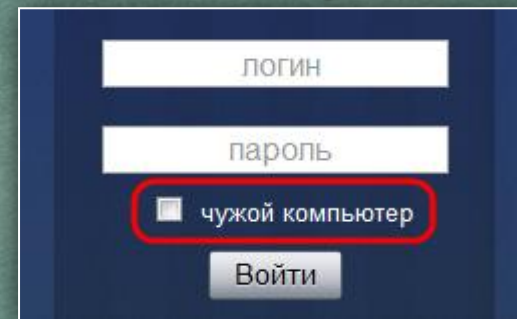 логин
пароль
чужой компьютер
Войти